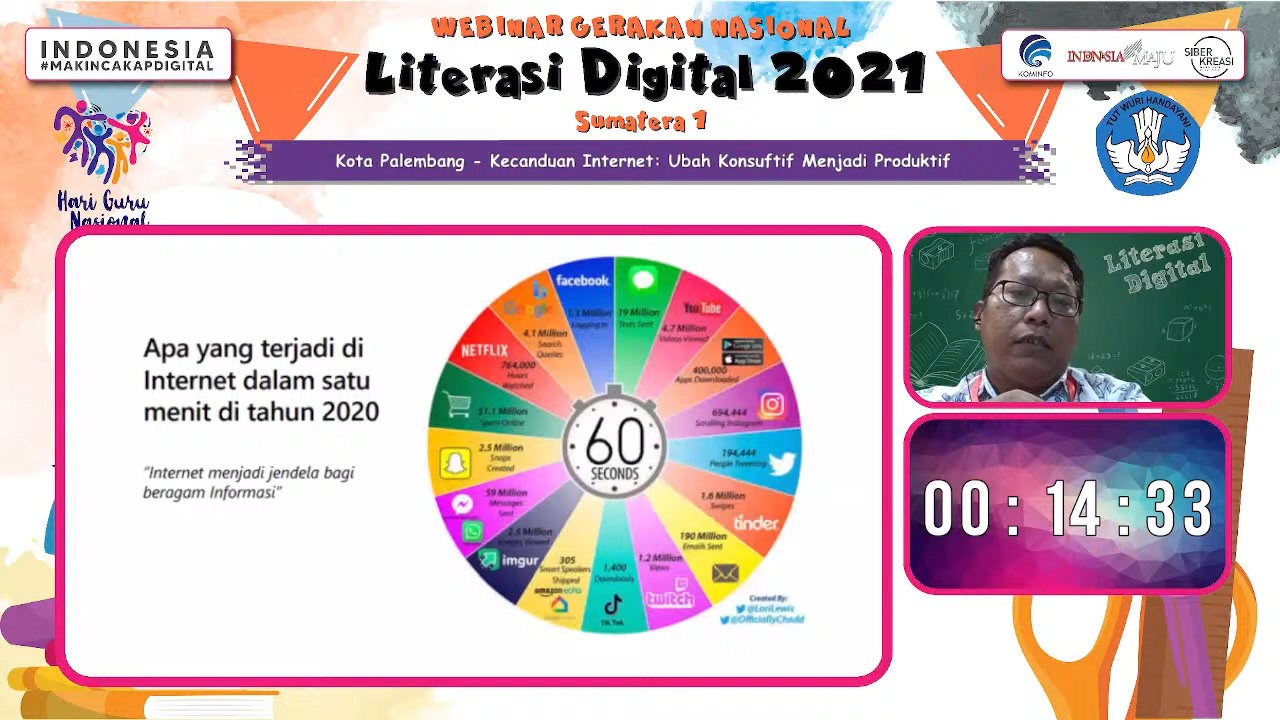 INDONESIA
#MAKINCAKAPDIGITAL
WEBINAR GERAKAN NASIONAL
Literasi Digital 2021
Sumatera 1
KOMINFO
INDONESIA MAJU
SIBER
KREASI
TUT WURI HANDAYANI
Hari Guru
Nasional
Kota Palembang - Kecanduan Internet: Ubah Konsuftif Menjadi Produktif
Apa yang terjadi di
Internet dalam satu
menit di tahun 2020
"Internet menjadi jendela bagi
beragam Informasi"
60
SECONDS
facebook
1.3 Million
Logging In
19 Million
Texts Sent
YouTube
4.7 Million
Videos Viewed
Google Play
App Store
400,000
Apps Downloaded
694,444
Scrolling Instagram
194,444
People Tweeting
1.6 Million
Swipes
tinder
190 Million
Emails Sent
1.2 Million
Views
twitch
1,400
Downloads
Tik Tok
305
Smart Speakers
Shipped
amazon echo
2.5 Million
imgur
59 Million
Messages
Sent
2.5 Million
Snaps
Created
$1.1 Million
Spent Online
NETFLIX
764,000
Hours
Watched
Google
4.1 Million
Search
Queries
Created By:
@LoriLewis
@OfficiallyChadd
Literasi
Digital
00 : 14 : 33